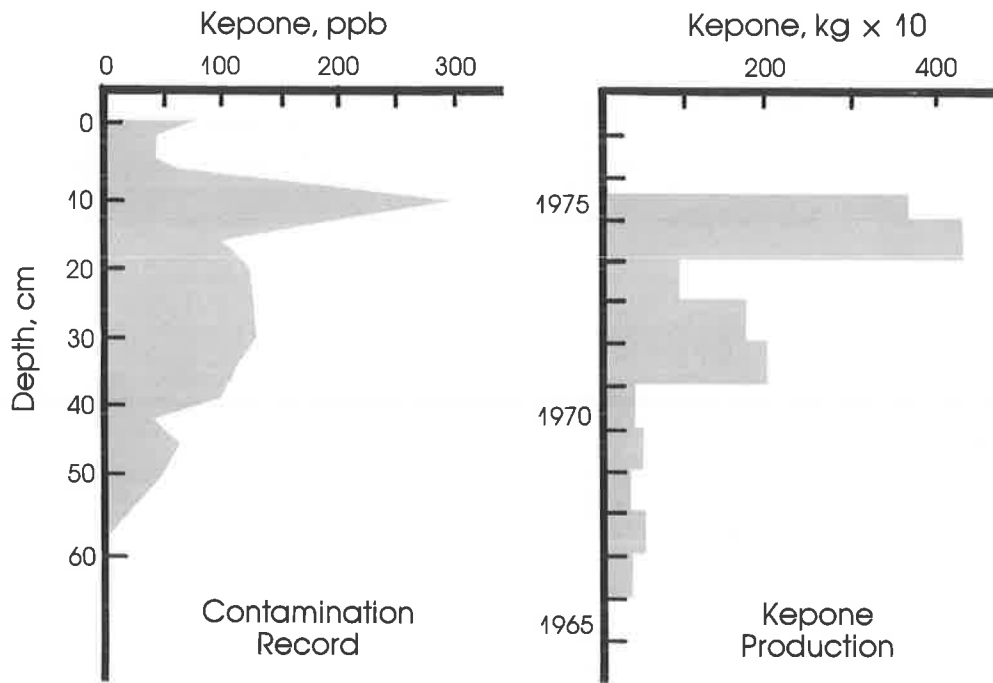 Kepone, ppb
0 100 200 300
Depth, cm
0
10
20
30
40
50
60
Contamination
Record
Kepone, kg × 10
200 400
1975
1970
1965
Kepone
Production